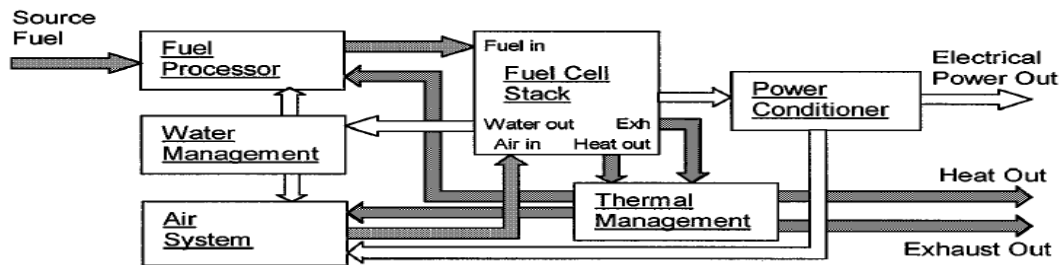 Source
Fuel
Fuel
Processor
Fuel in
Fuel Cell
Stack
Water out
Exh
Air in
Heat out
Power
Conditioner
Electrical
Power Out
Water
Management
Thermal
Management
Heat Out
Air
System
Exhaust Out